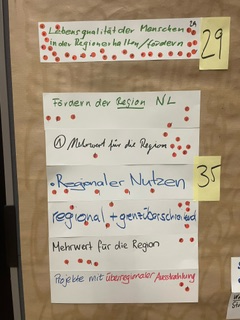 29
Lebensqualität der Menschen
in der Region erhalten/fördern
29
Fördern der Region NL
① Mehrwert für die Region
Regionaler Nutzen
35
regional + grenzüberschreitend
Mehrwert für die Region
Projekte mit überregionaler Ausstrahlung